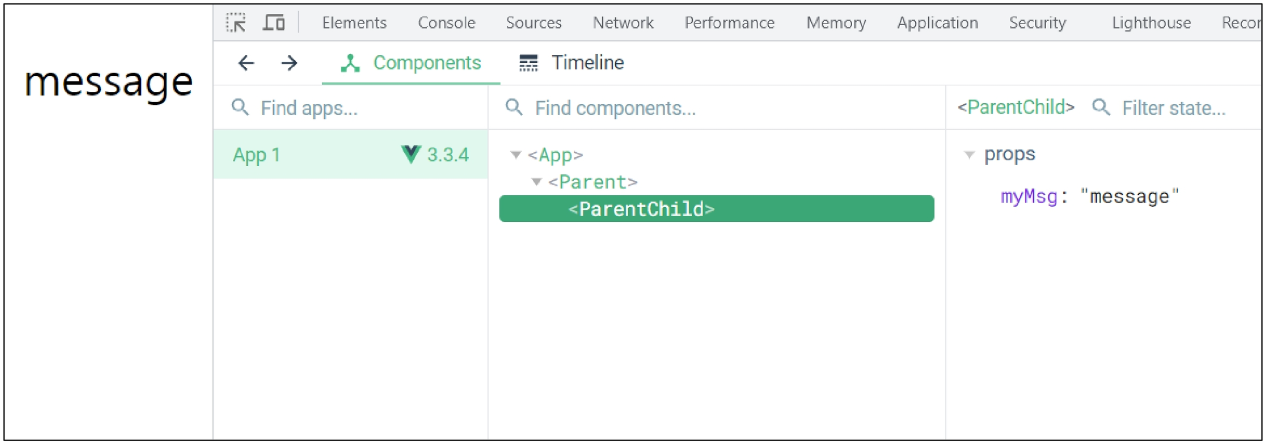 message
Elements Console Sources Network Performance Memory Application Security Lighthouse Recor
Components Timeline
Find apps... Find components... <ParentChild> Filter state...
App 1 3.3.4 <App> props
<Parent>
<ParentChild> myMsg: "message"